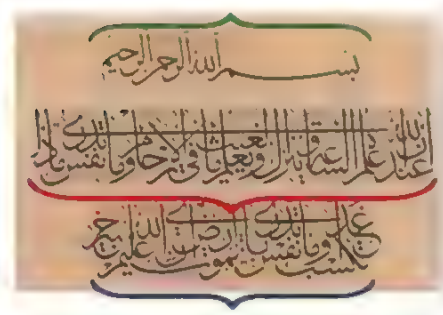 بسم الله الرحمن الرحيم
إن الله عنده علم الساعة وينزل الغيث ويعلم ما في الأرحام وما تدري نفس ماذا
تكسب غدا وما تدري نفس بأي أرض تموت إن الله عليم خبير